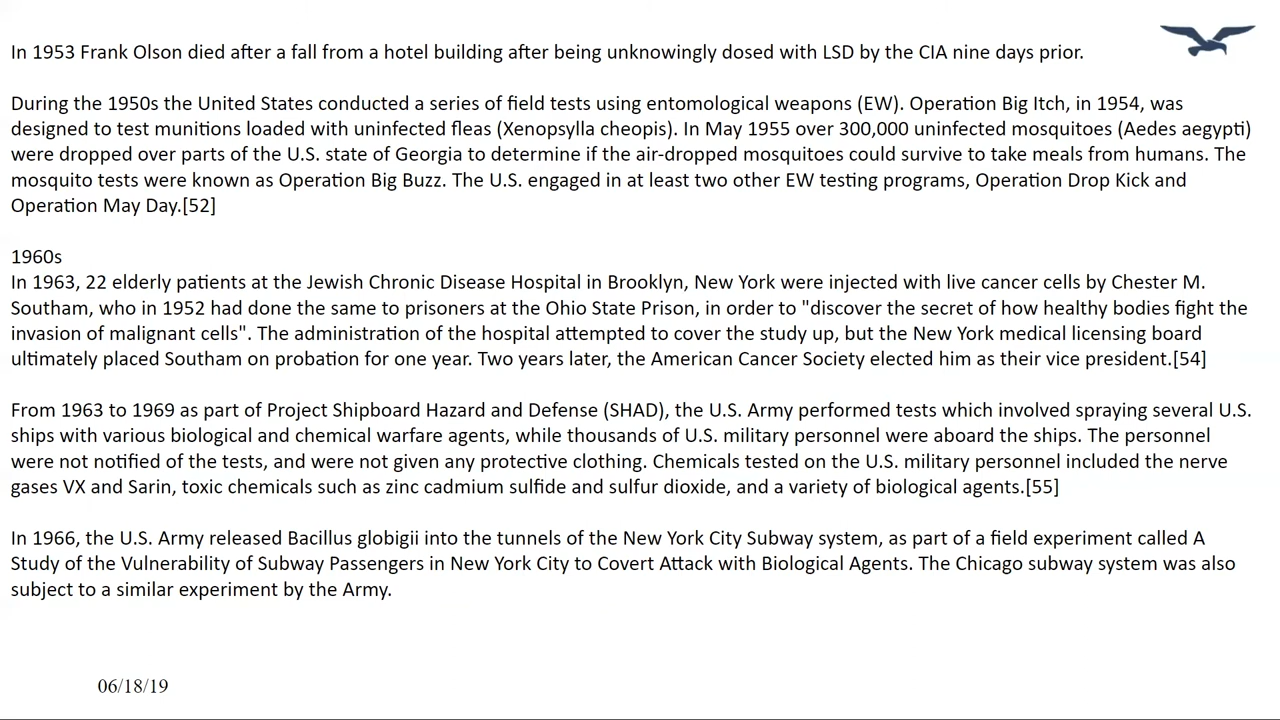 In 1953 Frank Olson died after a fall from a hotel building after being unknowingly dosed with LSD by the CIA nine days prior.
During the 1950s the United States conducted a series of field tests using entomological weapons (EW). Operation Big Itch, in 1954, was
designed to test munitions loaded with uninfected fleas (Xenopsylla cheopis). In May 1955 over 300,000 uninfected mosquitoes (Aedes aegypti)
were dropped over parts of the U.S. state of Georgia to determine if the air-dropped mosquitoes could survive to take meals from humans. The
mosquito tests were known as Operation Big Buzz. The U.S. engaged in at least two other EW testing programs, Operation Drop Kick and
Operation May Day.[52]
1960s
In 1963, 22 elderly patients at the Jewish Chronic Disease Hospital in Brooklyn, New York were injected with live cancer cells by Chester M.
Southam, who in 1952 had done the same to prisoners at the Ohio State Prison, in order to "discover the secret of how healthy bodies fight the
invasion of malignant cells". The administration of the hospital attempted to cover the study up, but the New York medical licensing board
ultimately placed Southam on probation for one year. Two years later, the American Cancer Society elected him as their vice president.[54]
From 1963 to 1969 as part of Project Shipboard Hazard and Defense (SHAD), the U.S. Army performed tests which involved spraying several U.S.
ships with various biological and chemical warfare agents, while thousands of U.S. military personnel were aboard the ships. The personnel
were not notified of the tests, and were not given any protective clothing. Chemicals tested on the U.S. military personnel included the nerve
gases VX and Sarin, toxic chemicals such as zinc cadmium sulfide and sulfur dioxide, and a variety of biological agents.[55]
In 1966, the U.S. Army released Bacillus globigii into the tunnels of the New York City Subway system, as part of a field experiment called A
Study of the Vulnerability of Subway Passengers in New York City to Covert Attack with Biological Agents. The Chicago subway system was also
subject to a similar experiment by the Army.
06/18/19